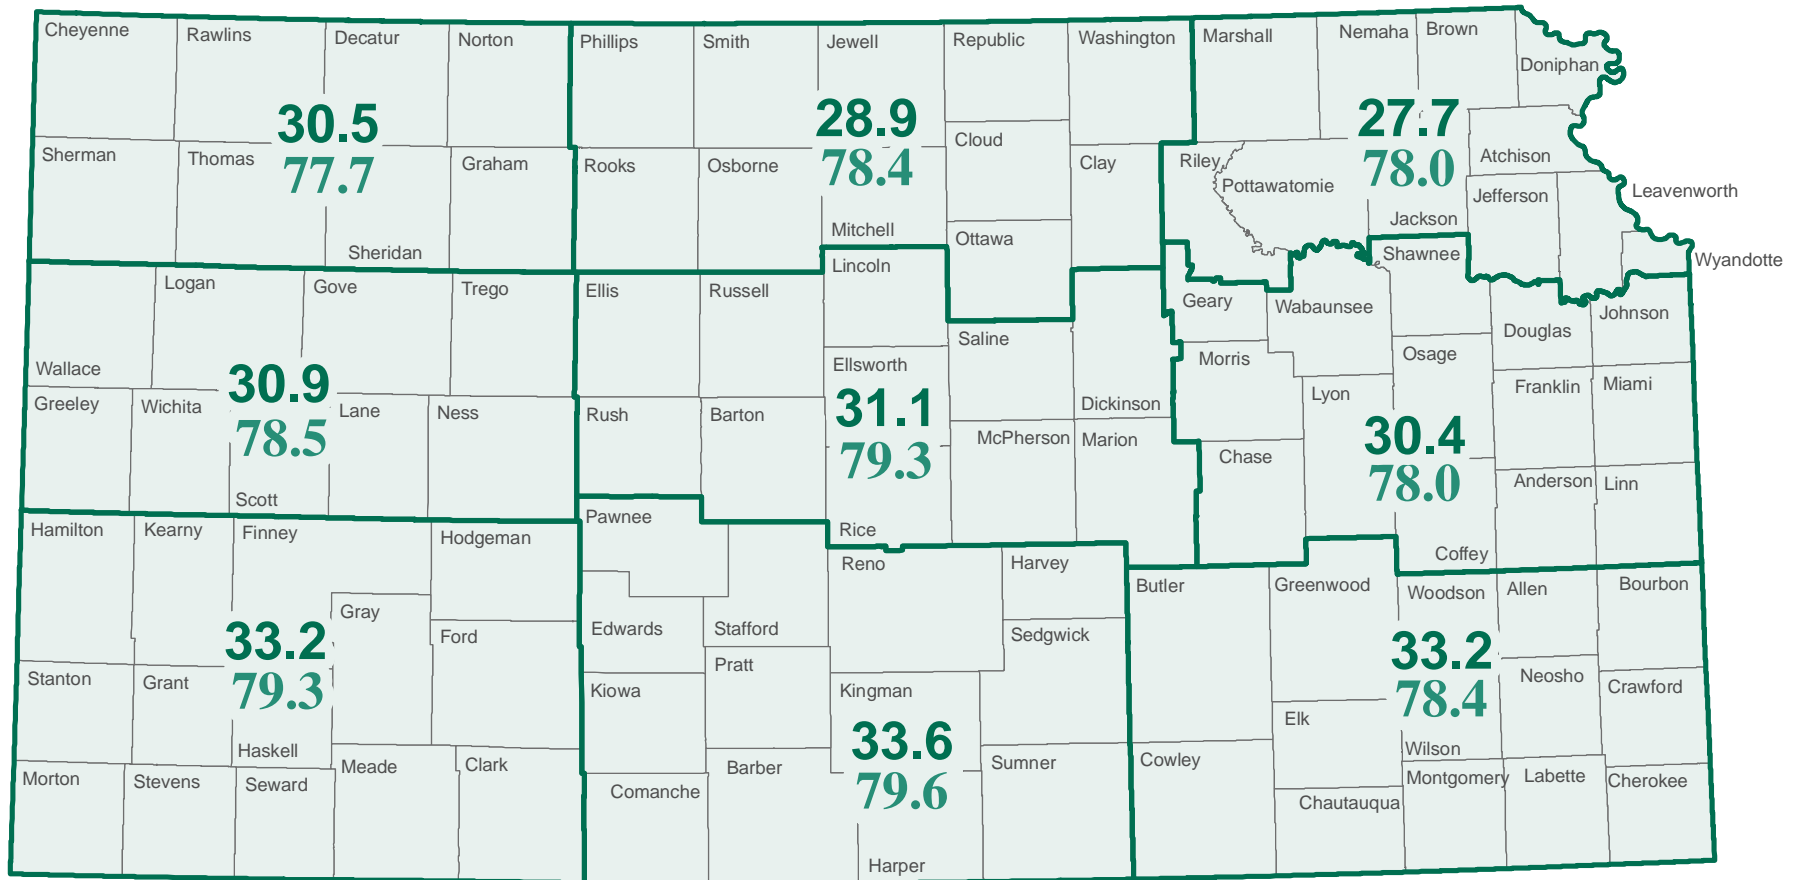 Cheyenne
Rawlins
Decatur
Norton
Phillips
Smith
Jewell
Republic
Washington
Marshall
Nemaha
Brown
Doniphan
30.5
77.7
28.9
78.4
27.7
78.0
Sherman
Thomas
Graham
Rooks
Osborne
Cloud
Clay
Riley
Pottawatomie
Atchison
Jefferson
Leavenworth
Sheridan
Mitchell
Ottawa
Jackson
Shawnee
Wyandotte
Logan
Gove
Trego
Ellis
Russell
Lincoln
Geary
Wabaunsee
Douglas
Johnson
Wallace
Ellsworth
Saline
Morris
Osage
Franklin
Miami
30.9
78.5
31.1
79.3
30.4
78.0
Greeley
Wichita
Lane
Ness
Rush
Barton
McPherson
Dickinson
Marion
Chase
Lyon
Anderson
Linn
Scott
Rice
Coffey
Hamilton
Kearny
Finney
Hodgeman
Pawnee
Reno
Harvey
Butler
Greenwood
Woodson
Allen
Bourbon
Gray
Ford
Edwards
Stafford
Sedgwick
33.2
79.3
33.6
79.6
33.2
78.4
Stanton
Grant
Kiowa
Pratt
Kingman
Elk
Neosho
Crawford
Haskell
Wilson
Morton
Stevens
Seward
Meade
Clark
Comanche
Barber
Sumner
Cowley
Chautauqua
Montgomery
Labette
Cherokee
Harper